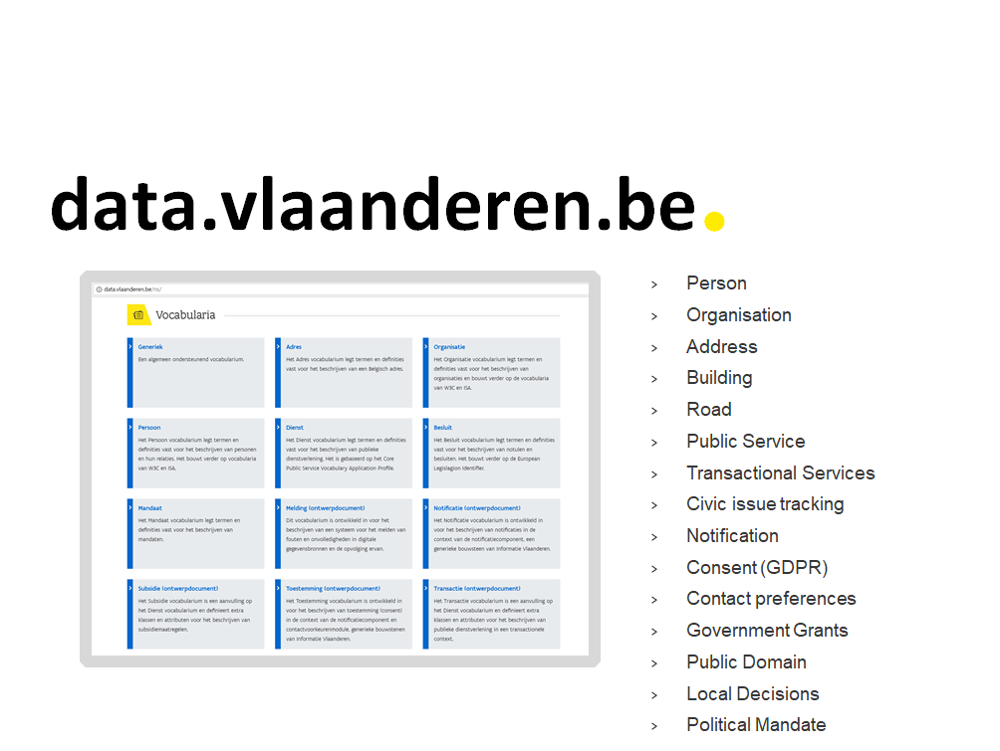 data.vlaanderen.be
data.vlaanderen.be/ns/
Vocabularia
Generiek
Een algemeen ondersteunend vocabularium.
Adres
Het Adres vocabularium legt termen en definities
vast voor het beschrijven van een Belgisch adres.
Organisatie
Het Organisatie vocabularium legt termen en
definities vast voor het beschrijven van
organisaties en bouwt verder op de vocabularia
van W3C en ISA.
Persoon
Het Persoon vocabularium legt termen en
definities vast voor het beschrijven van personen
en hun relaties. Het bouwt verder op vocabularia
van W3C en ISA.
Dienst
Het Dienst vocabularium legt termen en definities
vast voor het beschrijven van publieke
dienstverlening. Het is gebaseerd op het Core
Public Service Vocabulary Application Profile.
Besluit
Het Besluit vocabularium legt termen en definities
vast voor het beschrijven van notulen en
besluiten. Het bouwt verder op de European
Legislagion Identifier.
Mandaat
Het Mandaat vocabularium legt termen en
definities vast voor het beschrijven van
mandaten.
Melding (ontwerpdocument)
Dit vocabularium is ontwikkeld in voor het
beschrijven van een systeem voor het melden van
fouten en onvolledigheden in digitale
gegevensbronnen en de opvolging ervan.
Notificatie (ontwerpdocument)
Het Notificatie vocabularium is ontwikkeld in
voor het beschrijven van notificaties in de
context van de notificatiecomponent, een
generieke bouwsteen van Informatie Vlaanderen.
Subsidie (ontwerpdocument)
Het Subsidie vocabularium is een aanvulling op
het Dienst vocabularium en definieert extra
klassen en attributen voor het beschrijven van
subsidiemaatregelen.
Toestemming (ontwerpdocument)
Het Toestemming vocabularium is ontwikkeld in
voor het beschrijven van toestemming (consent)
in de context van de notificatiecomponent en
contactvoorkeurenmodule, generieke bouwstenen
van Informatie Vlaanderen.
Transactie (ontwerpdocument)
Het Transactie vocabularium is een aanvulling op
het Dienst vocabularium en definieert extra
klassen en attributen voor het beschrijven van
publieke dienstverlening in een transactionele
context.
> Person
> Organisation
> Address
> Building
> Road
> Public Service
> Transactional Services
> Civic issue tracking
> Notification
> Consent (GDPR)
> Contact preferences
> Government Grants
> Public Domain
> Local Decisions
> Political Mandate